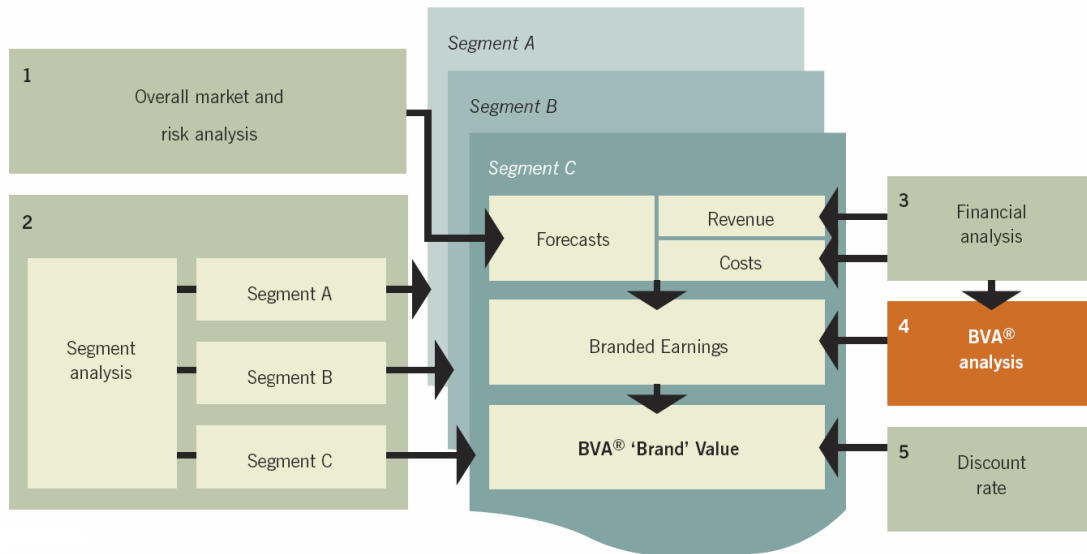 1
Overall market and
risk analysis
2
Segment
analysis
Segment A
Segment B
Segment C
Segment A
Segment B
Segment C
Forecasts
Revenue
Costs
Branded Earnings
BVA® ‘Brand’ Value
3
Financial
analysis
4
BVA®
analysis
5
Discount
rate